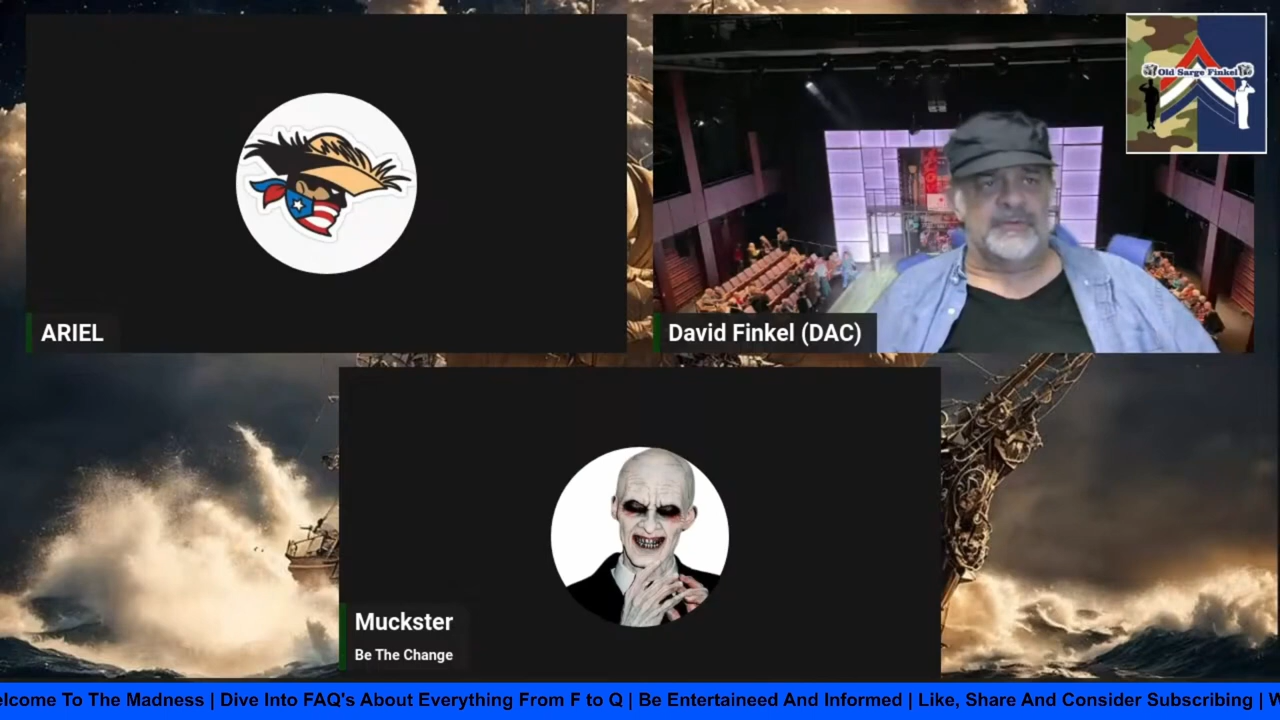 Old Sarge Finkel
ARIEL
David Finkel (DAC)
Muckster
Be The Change
elcome To The Madness | Dive Into FAQ's About Everything From F to Q | Be Entertaineed And Informed | Like, Share And Consider Subscribing | W